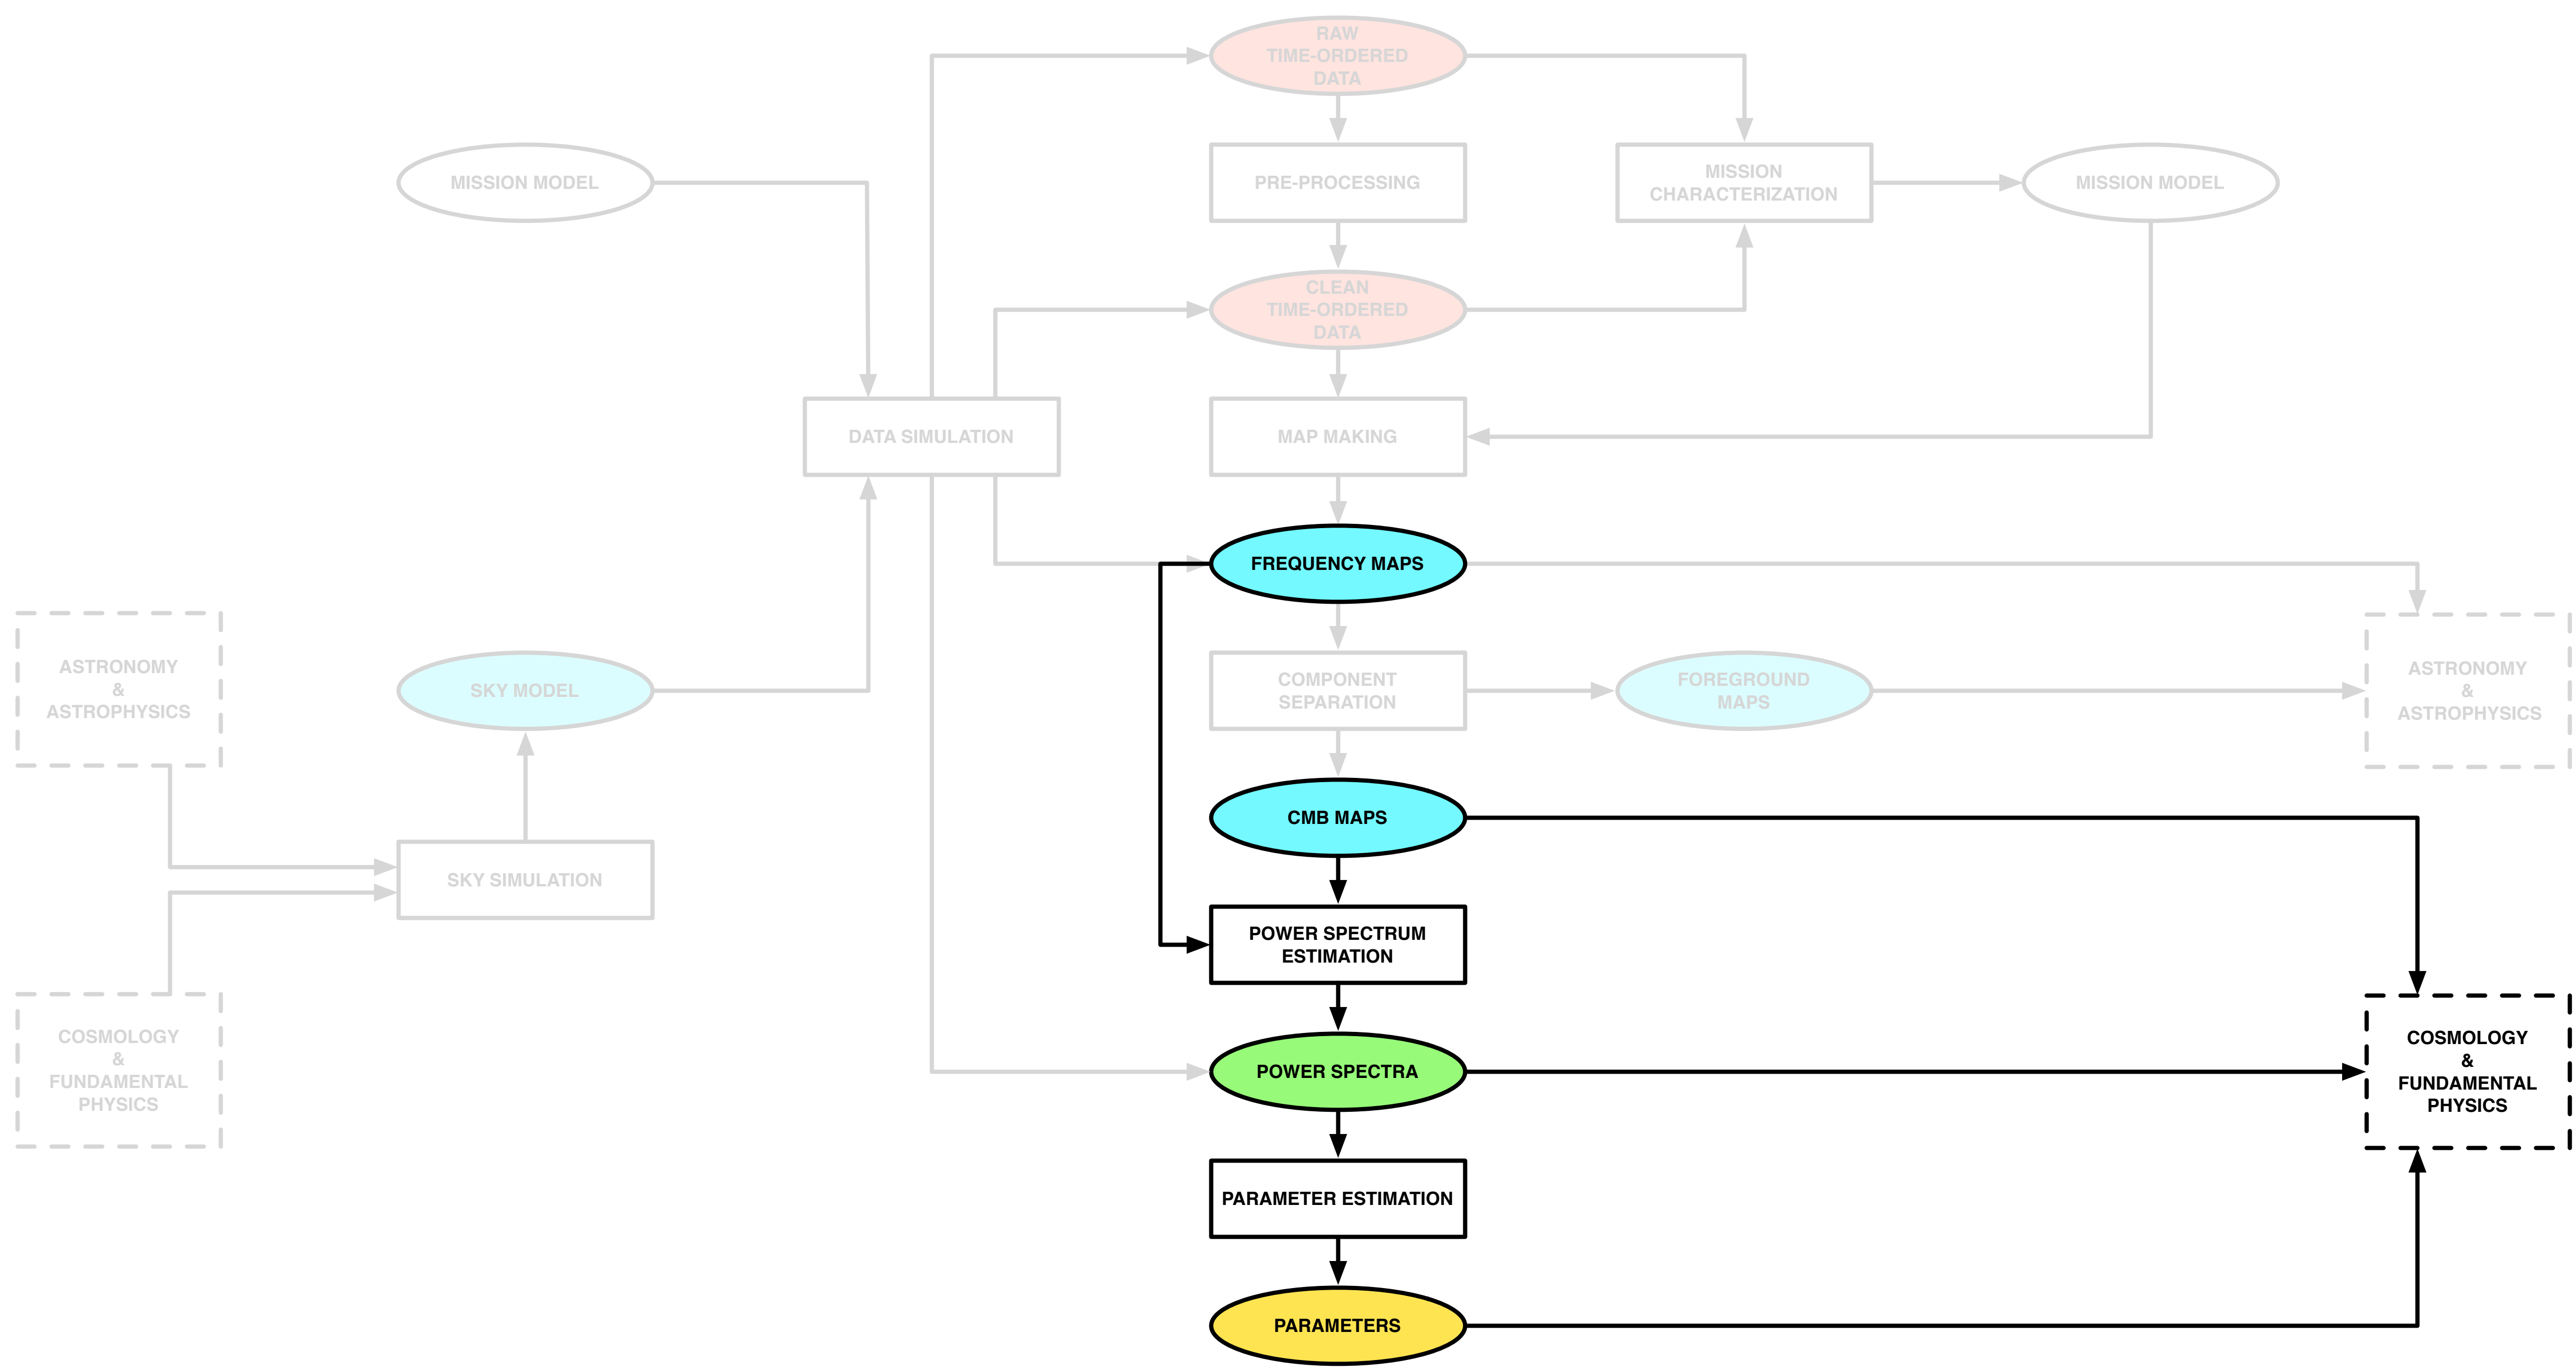 RAW
TIME-ORDERED
DATA
MISSION MODEL
PRE-PROCESSING
MISSION
CHARACTERIZATION
MISSION MODEL
CLEAN
TIME-ORDERED
DATA
DATA SIMULATION
MAP MAKING
FREQUENCY MAPS
ASTRONOMY
&
ASTROPHYSICS
SKY MODEL
COMPONENT
SEPARATION
FOREGROUND
MAPS
ASTRONOMY
&
ASTROPHYSICS
CMB MAPS
SKY SIMULATION
POWER SPECTRUM
ESTIMATION
COSMOLOGY
&
FUNDAMENTAL
PHYSICS
POWER SPECTRA
COSMOLOGY
&
FUNDAMENTAL
PHYSICS
PARAMETER ESTIMATION
PARAMETERS